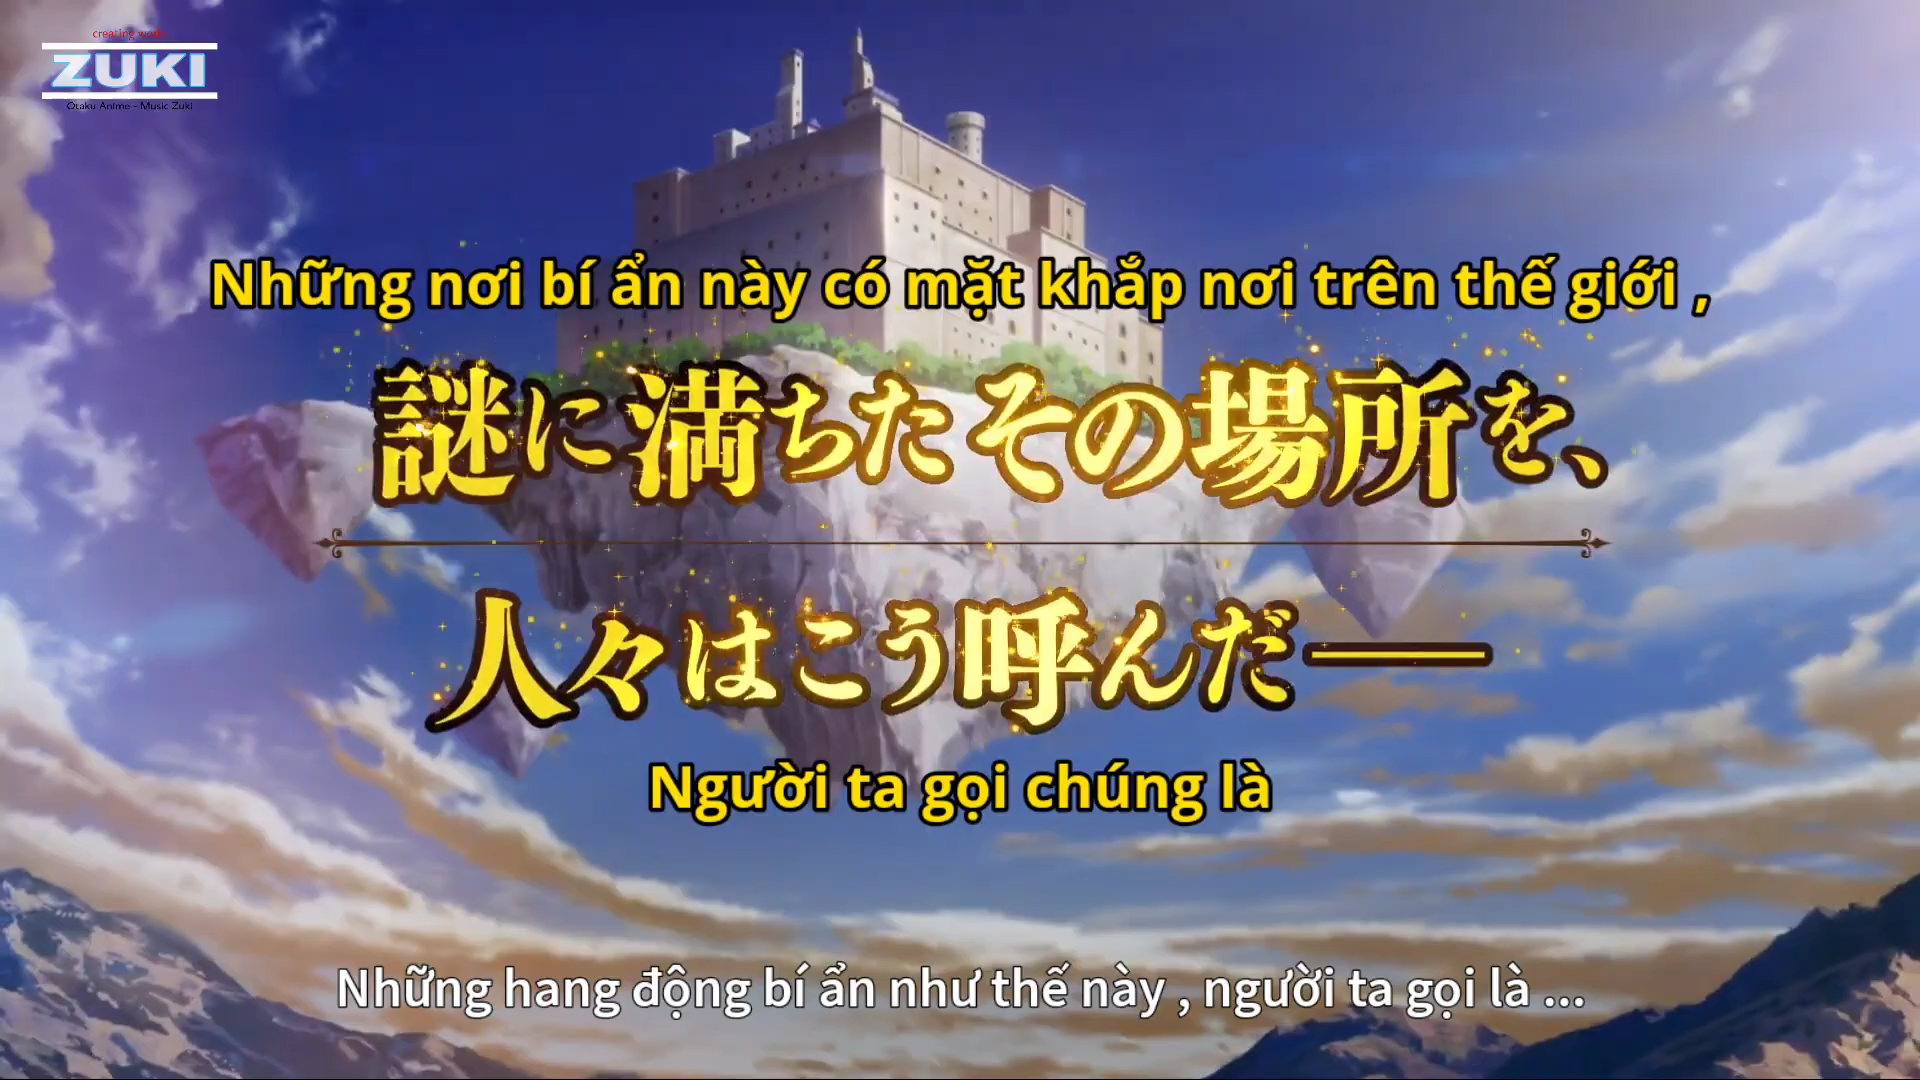 creating world
ZUKI
Otaku Anime - Music Zuki
Những nơi bí ẩn này có mặt khắp nơi trên thế giới ,
謎に満ちたその場所を、
人々はこう呼んだ――
Người ta gọi chúng là
Những hang động bí ẩn như thế này , người ta gọi là ...